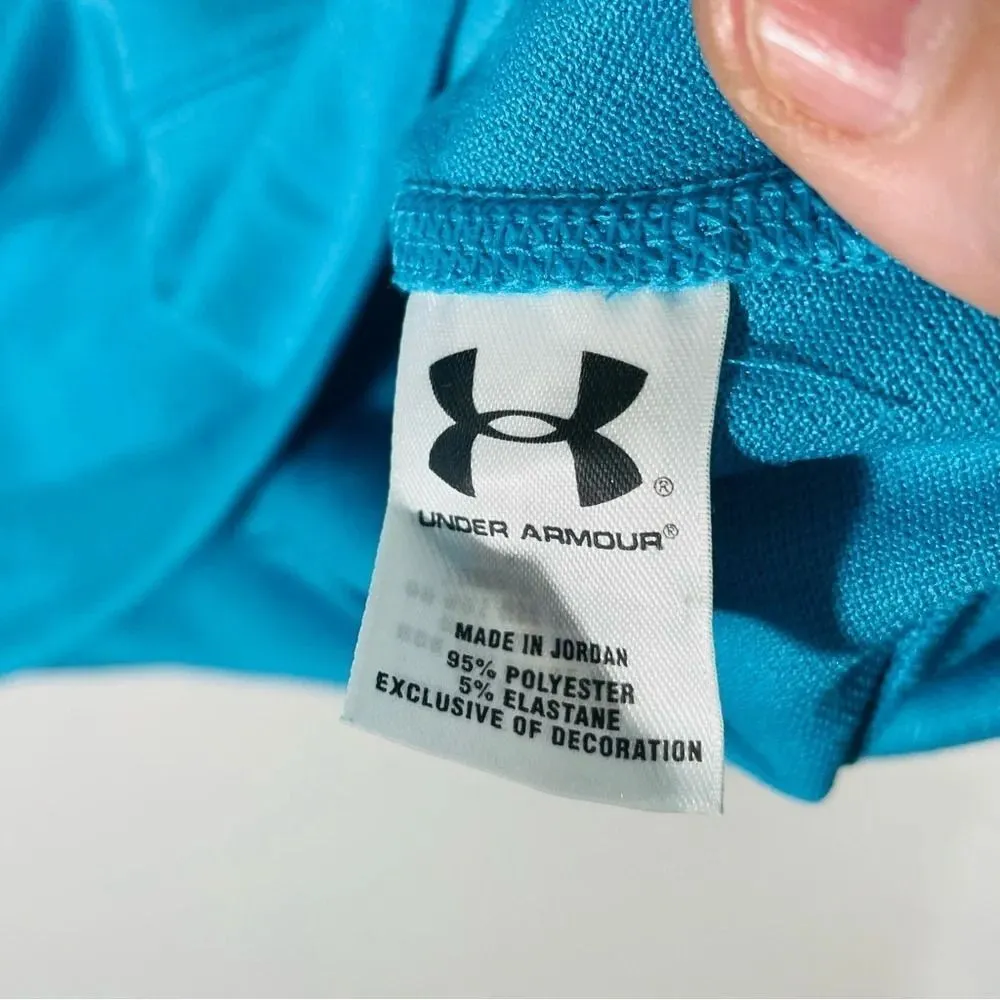 ®
UNDER ARMOUR®
MADE IN JORDAN
95% POLYESTER
5% ELASTANE
EXCLUSIVE OF DECORATION